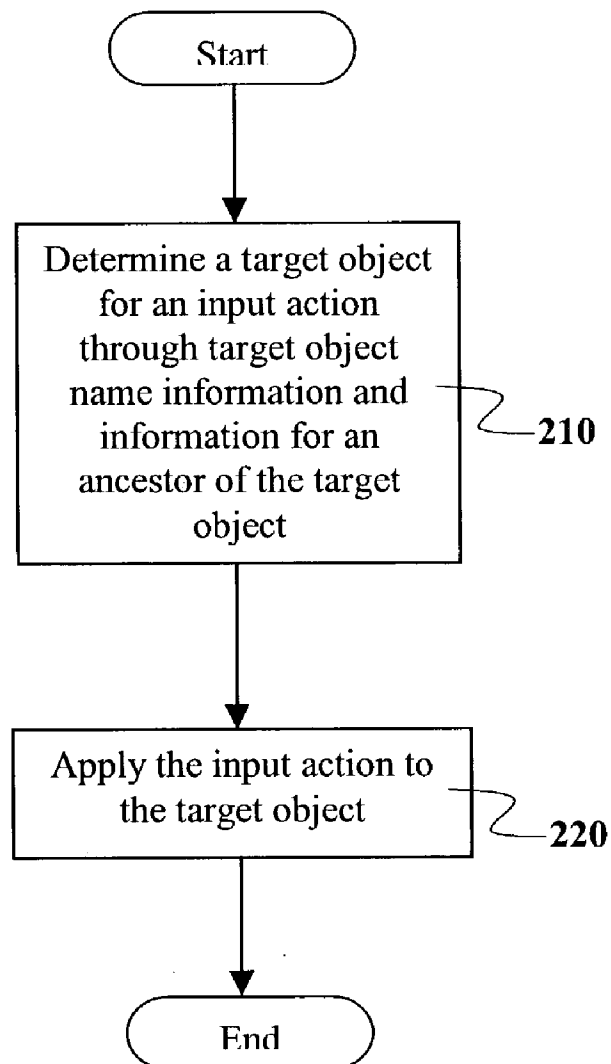 Start
Determine a target object
for an input action
through target object
name information and
information for an
ancestor of the target
object
210
Apply the input action to
the target object
220
End